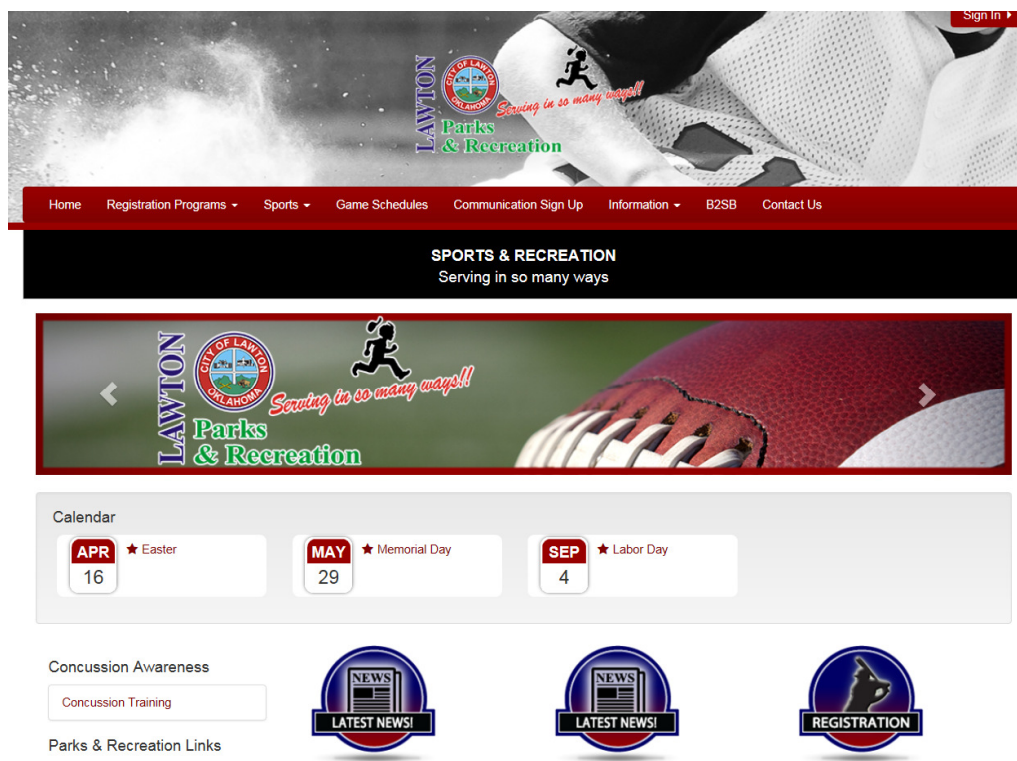 Sign In
LAWTON
CITY OF LAWTON
OKLAHOMA
Serving in so many ways!!
Parks
& Recreation
Home
Registration Programs
Sports
Game Schedules
Communication Sign Up
Information
B2SB
Contact Us
SPORTS & RECREATION
Serving in so many ways
LAWTON
CITY OF LAWTON
OKLAHOMA
Serving in so many ways!!
Parks
& Recreation
Calendar
APR
16
Easter
MAY
29
Memorial Day
SEP
4
Labor Day
Concussion Awareness
Concussion Training
Parks & Recreation Links
NEWS
LATEST NEWS!
NEWS
LATEST NEWS!
REGISTRATION